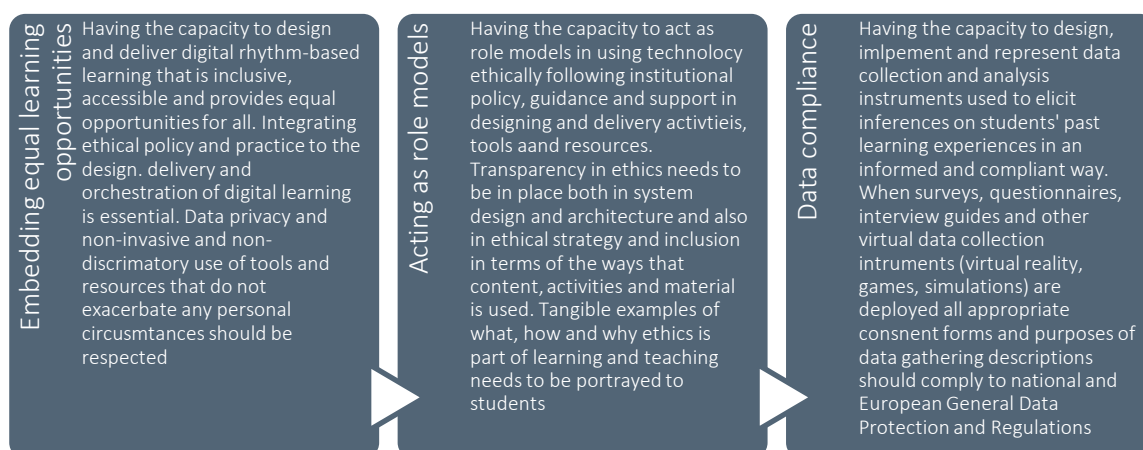 Embedding equal learning
opportunities
Having the capacity to design
and deliver digital rhythm-based
learning that is inclusive,
accessible and provides equal
opportunities for all. Integrating
ethical policy and practice to the
design. delivery and
orchestration of digital learning
is essential. Data privacy and
non-invasive and non-
discrimatory use of tools and
resources that do not
exacerbate any personal
circusmtances should be
respected
Acting as role models
Having the capacity to act as
role models in using technolocy
ethically following institutional
policy, guidance and support in
designing and delivery activtieis,
tools aand resources.
Transparency in ethics needs to
be in place both in system
design and architecture and also
in ethical strategy and inclusion
in terms of the ways that
content, activities and material
is used. Tangible examples of
what, how and why ethics is
part of learning and teaching
needs to be portrayed to
students
Data compliance
Having the capacity to design,
imlpement and represent data
collection and analysis
instruments used to elicit
inferences on students' past
learning experiences in an
informed and compliant way.
When surveys, questionnaires,
interview guides and other
virtual data collection
intruments (virtual reality,
games, simulations) are
deployed all appropriate
consnent forms and purposes of
data gathering descriptions
should comply to national and
European General Data
Protection and Regulations